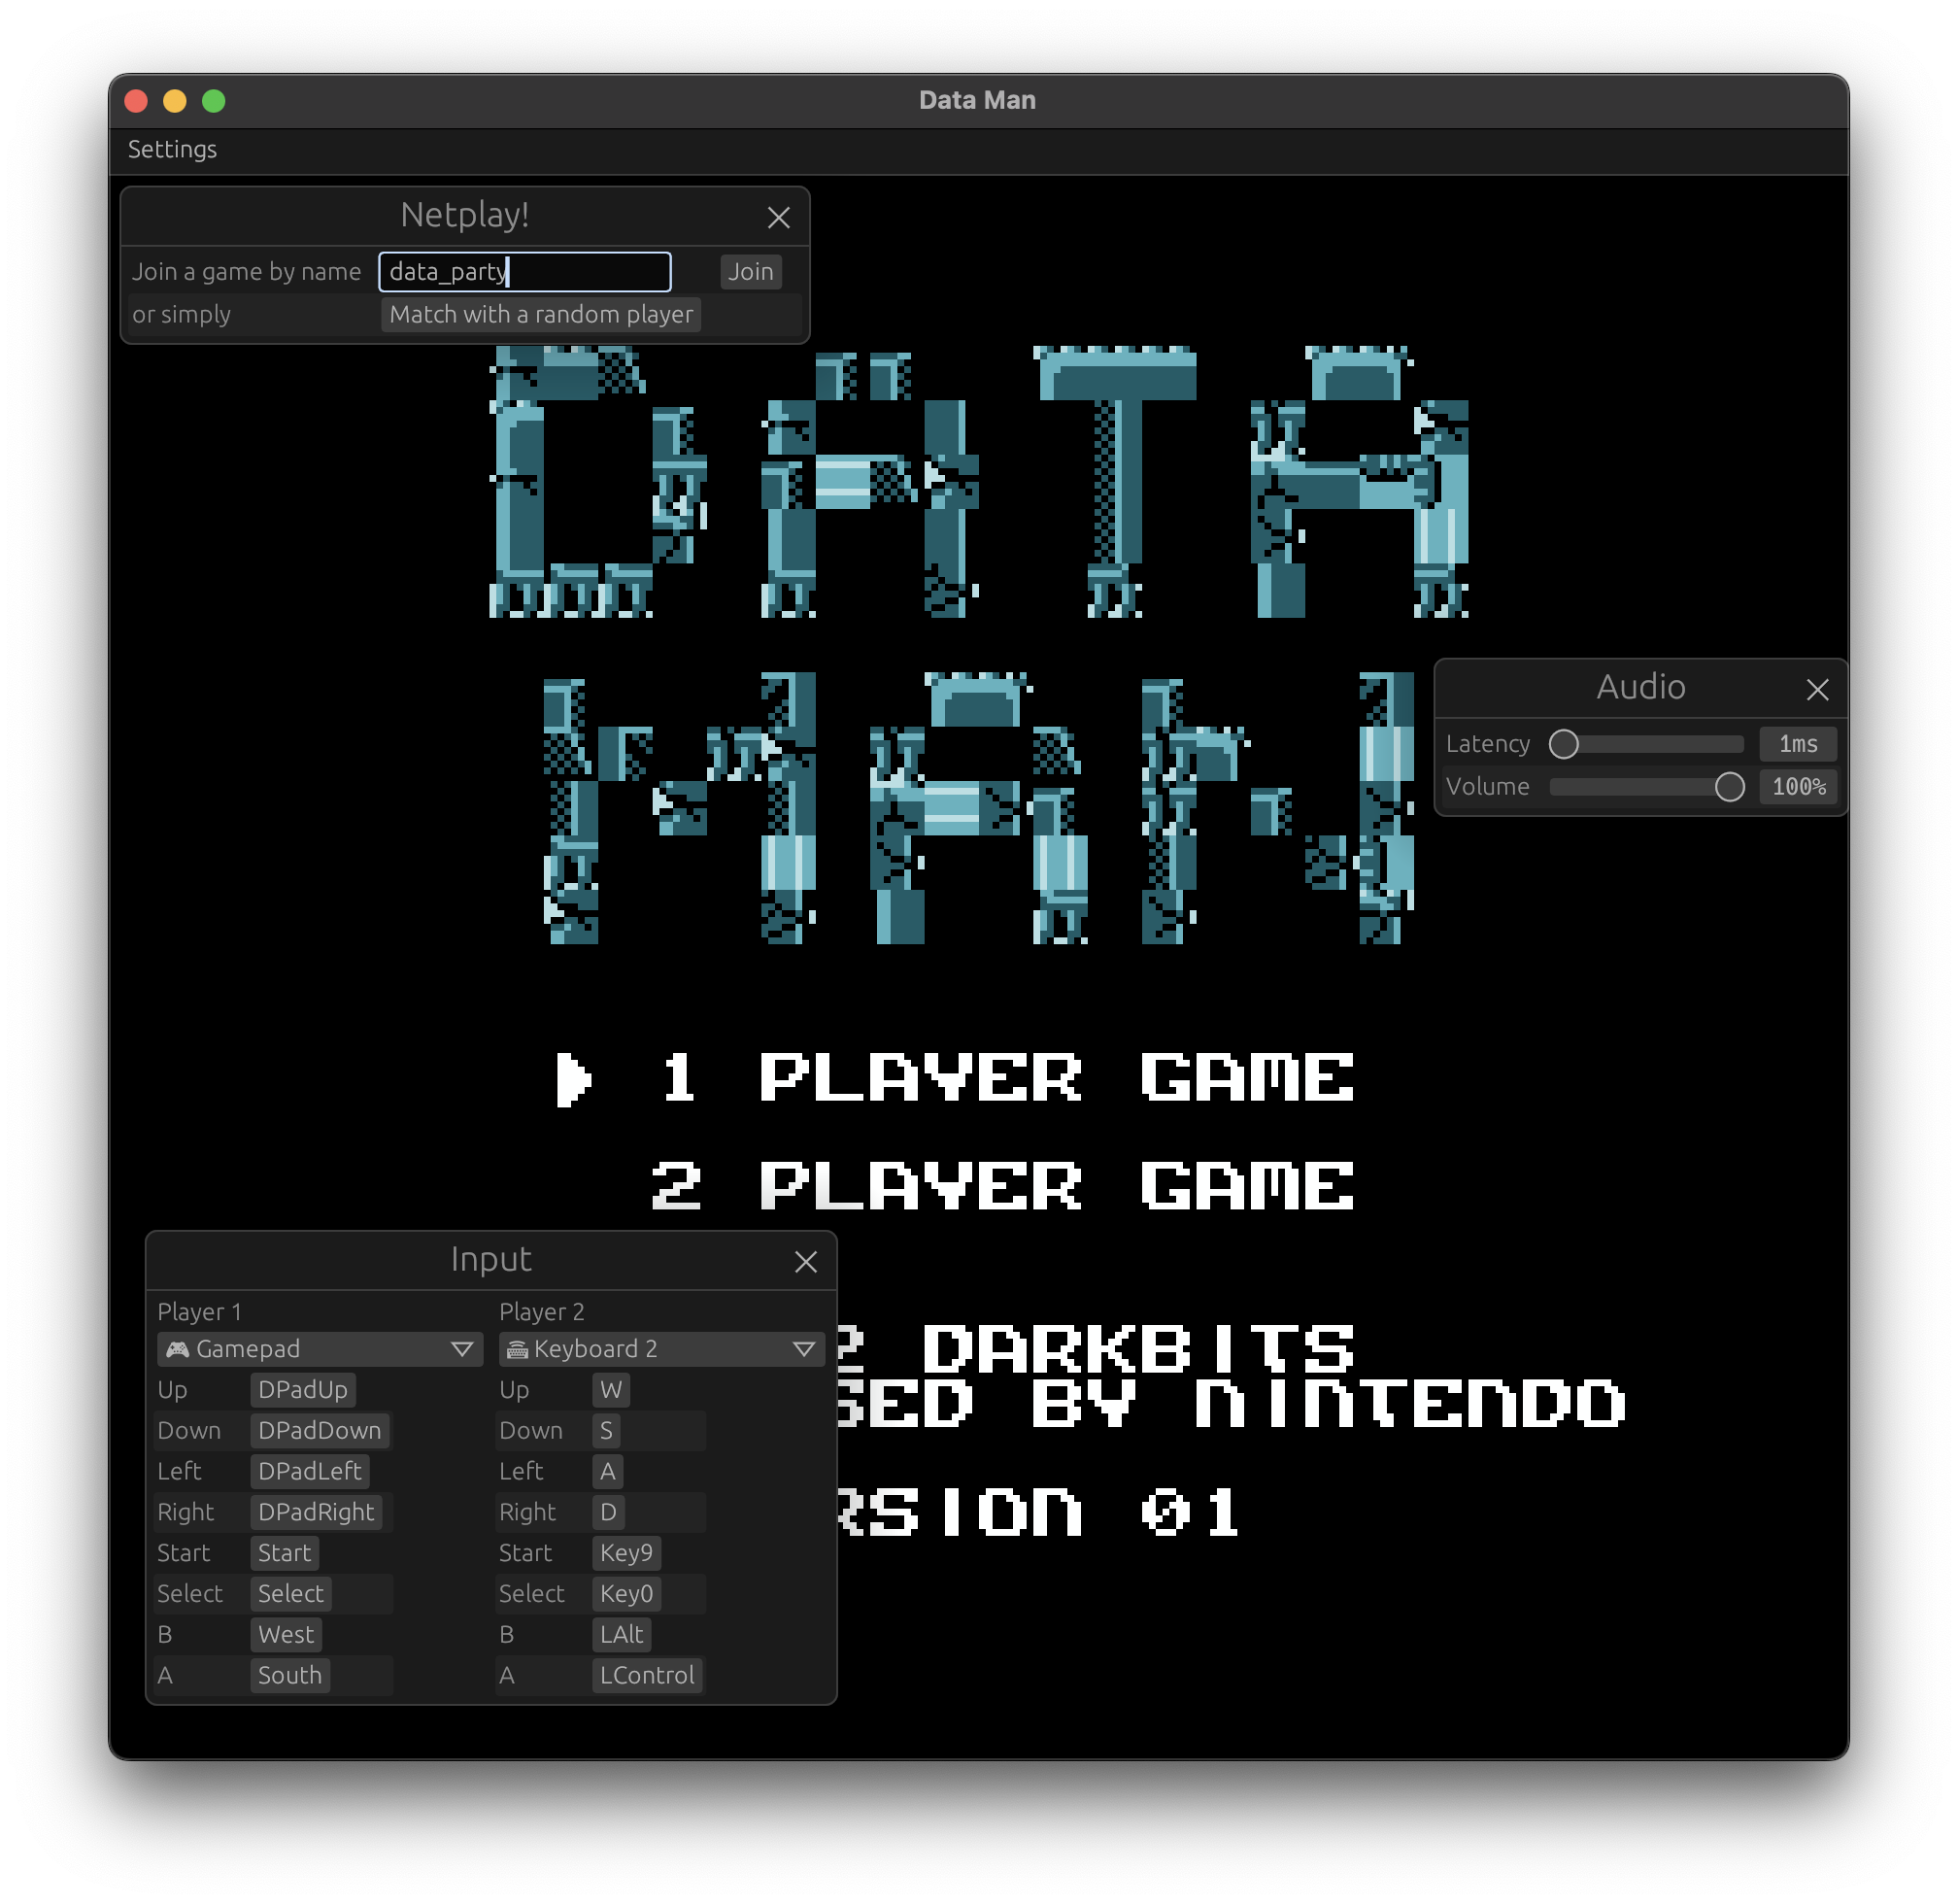 Data Man
Settings
Netplay!
Join a game by name data_party Join
or simply Match with a random player
DATA
MAN
Audio
Latency 1ms
Volume 100%
1 PLAYER GAME
2 PLAYER GAME
Input
Player 1 Player 2
Gamepad Keyboard 2
Up DPadUp Up W
Down DPadDown Down S
Left DPadLeft Left A
Right DPadRight Right D
Start Start Start Key9
Select Select Select Key0
B West B LAlt
A South A LControl
2 DARKBITS
SED BY NINTENDO
RSION 01